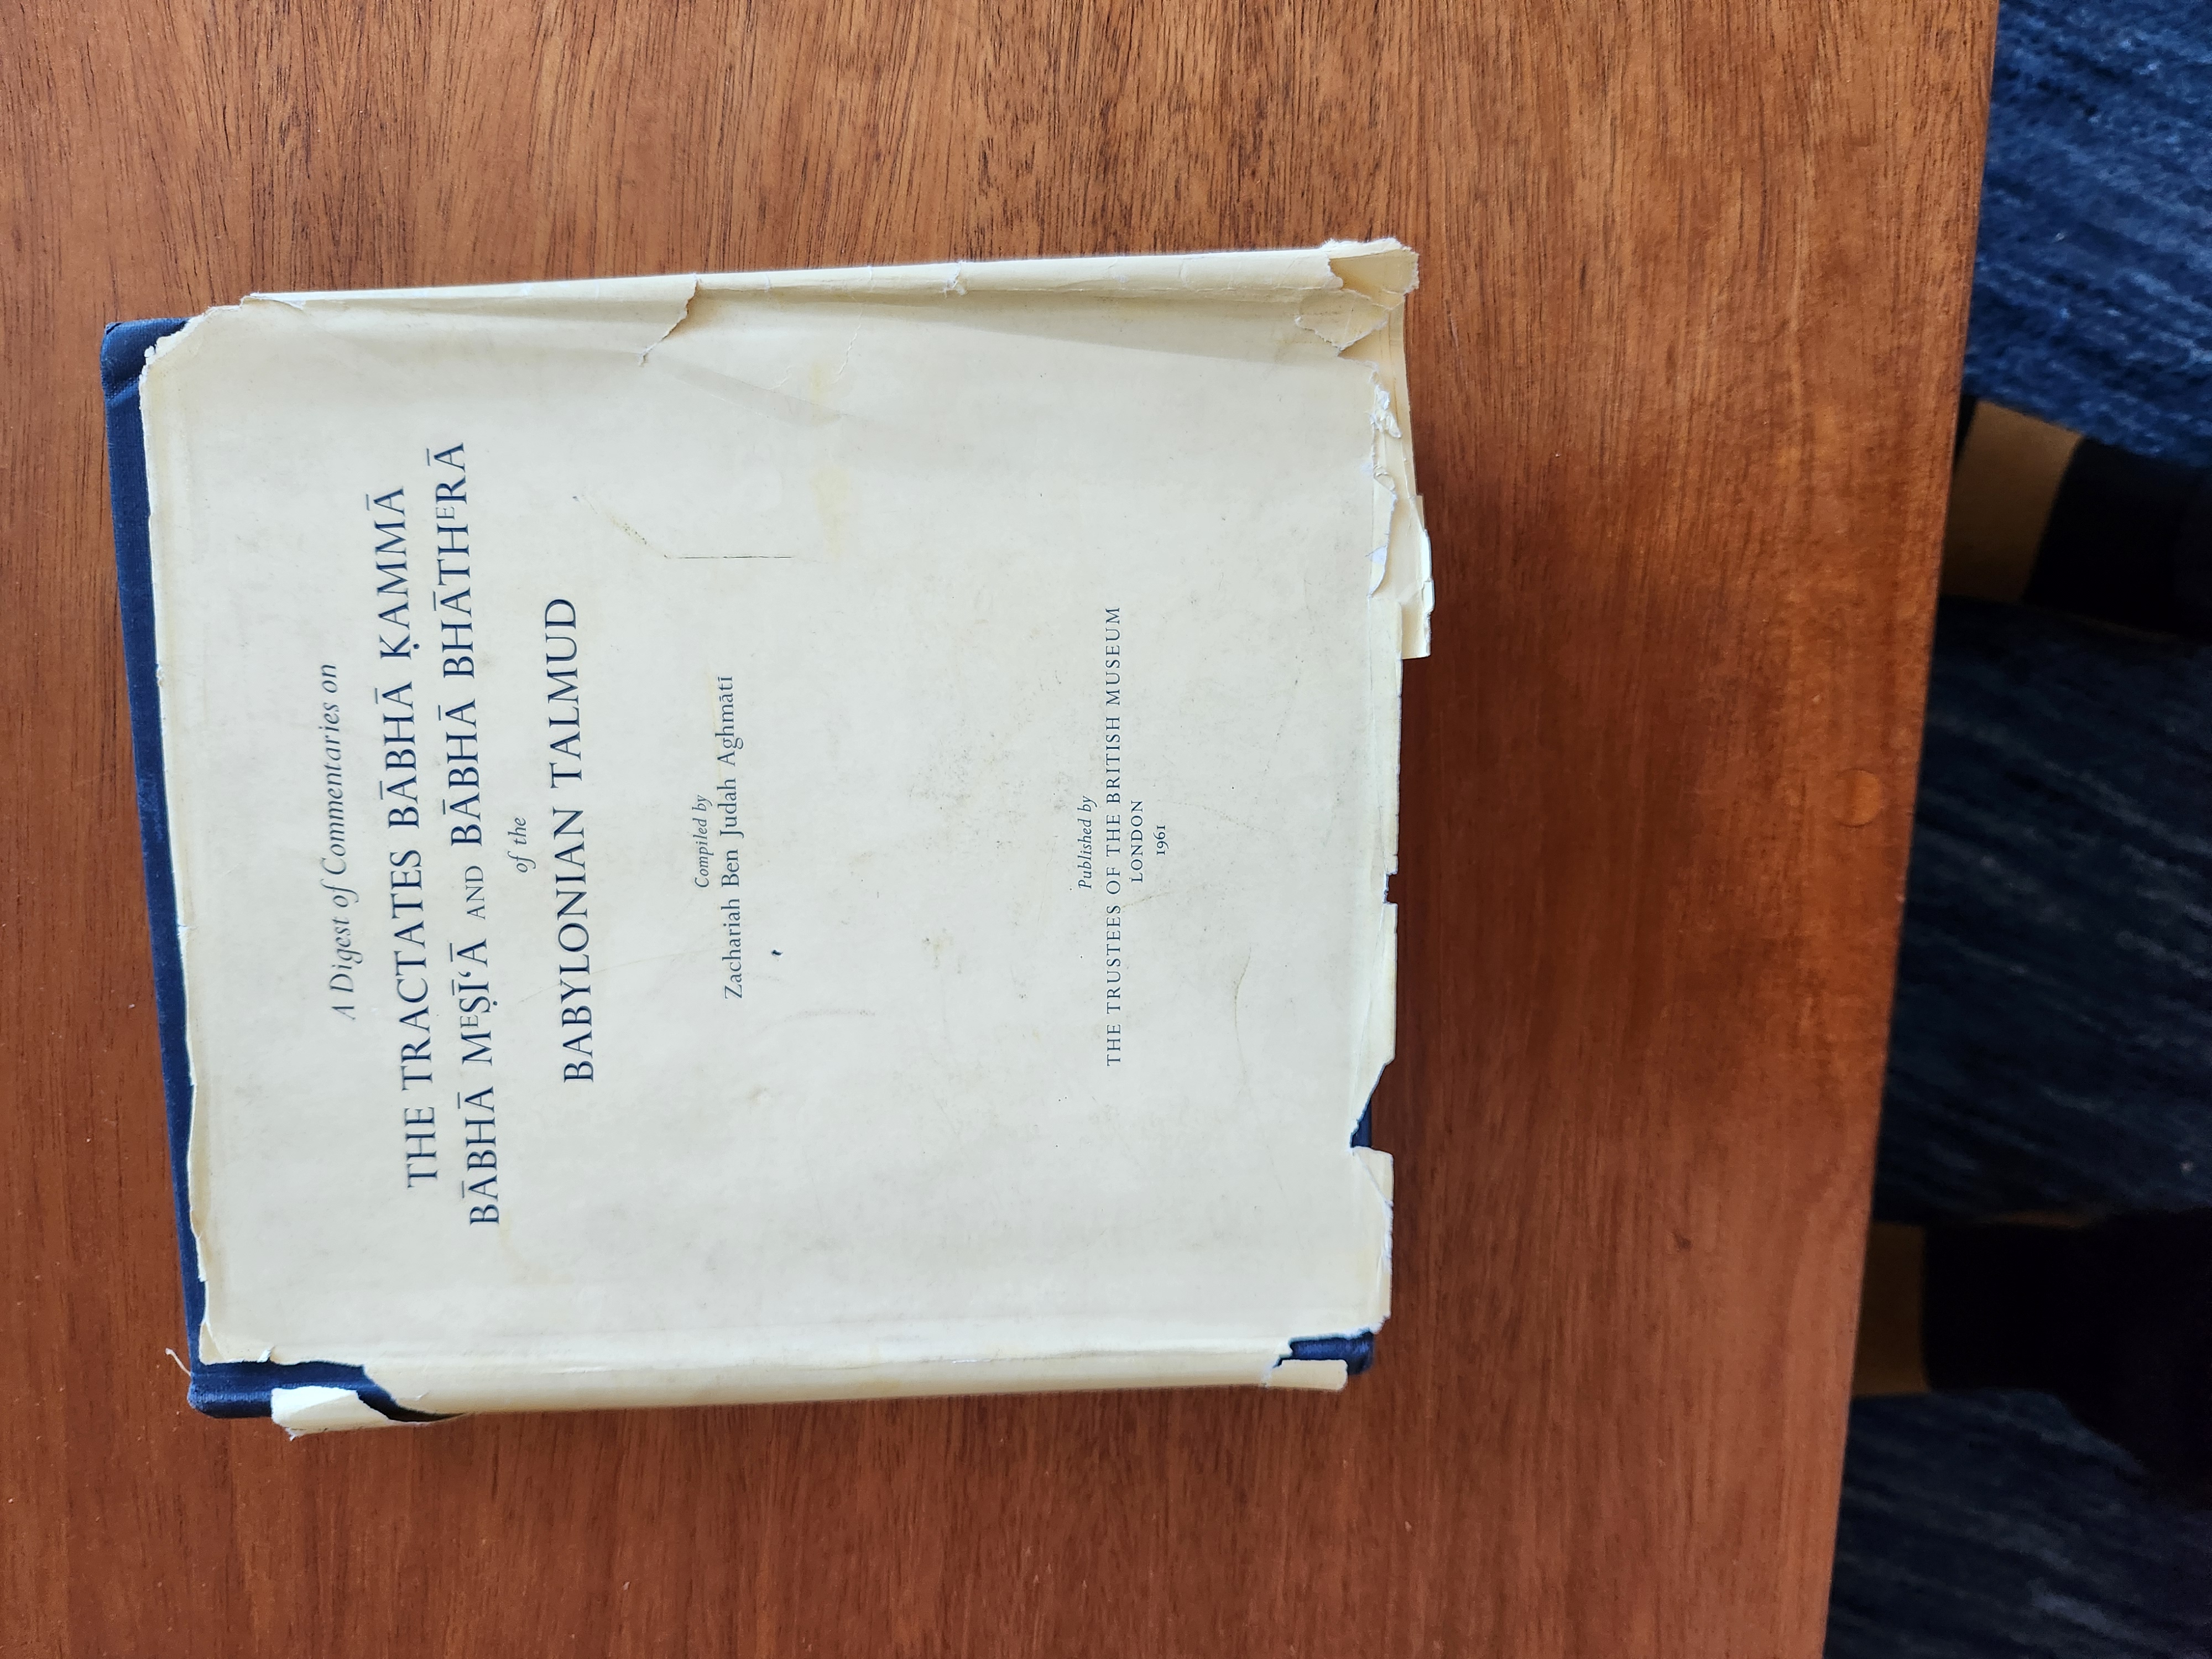 A Digest of Commentaries on
THE TRACTATES BĀBHĀ ḲAMMĀ
BĀBHĀ MᴱṢĪ‘Ā AND BĀBHĀ BHĀTHᴱRĀ
of the
BABYLONIAN TALMUD
Compiled by
Zachariah Ben Judah Aghmātī
Published by
THE TRUSTEES OF THE BRITISH MUSEUM
LONDON
1961